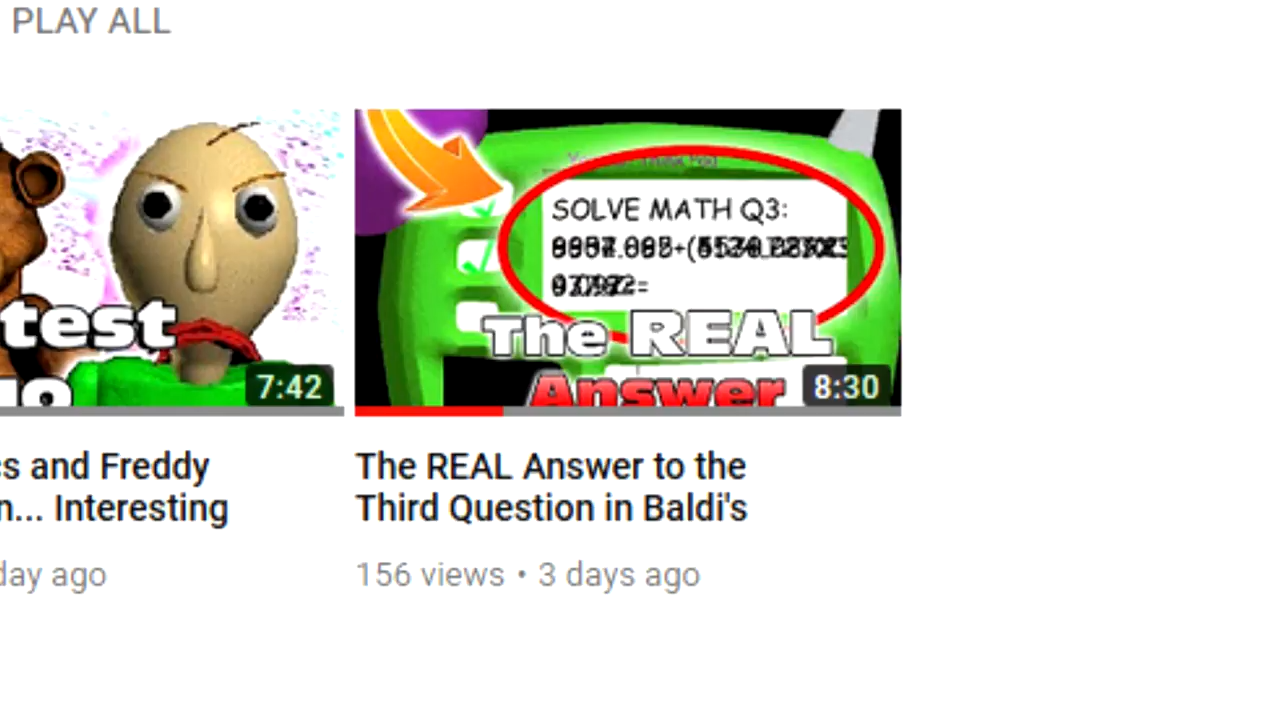 PLAY ALL
test
7:42
SOLVE MATH Q3:
The REAL
Answer
8:30
cs and Freddy
n... Interesting
day ago
The REAL Answer to the
Third Question in Baldi's
156 views • 3 days ago